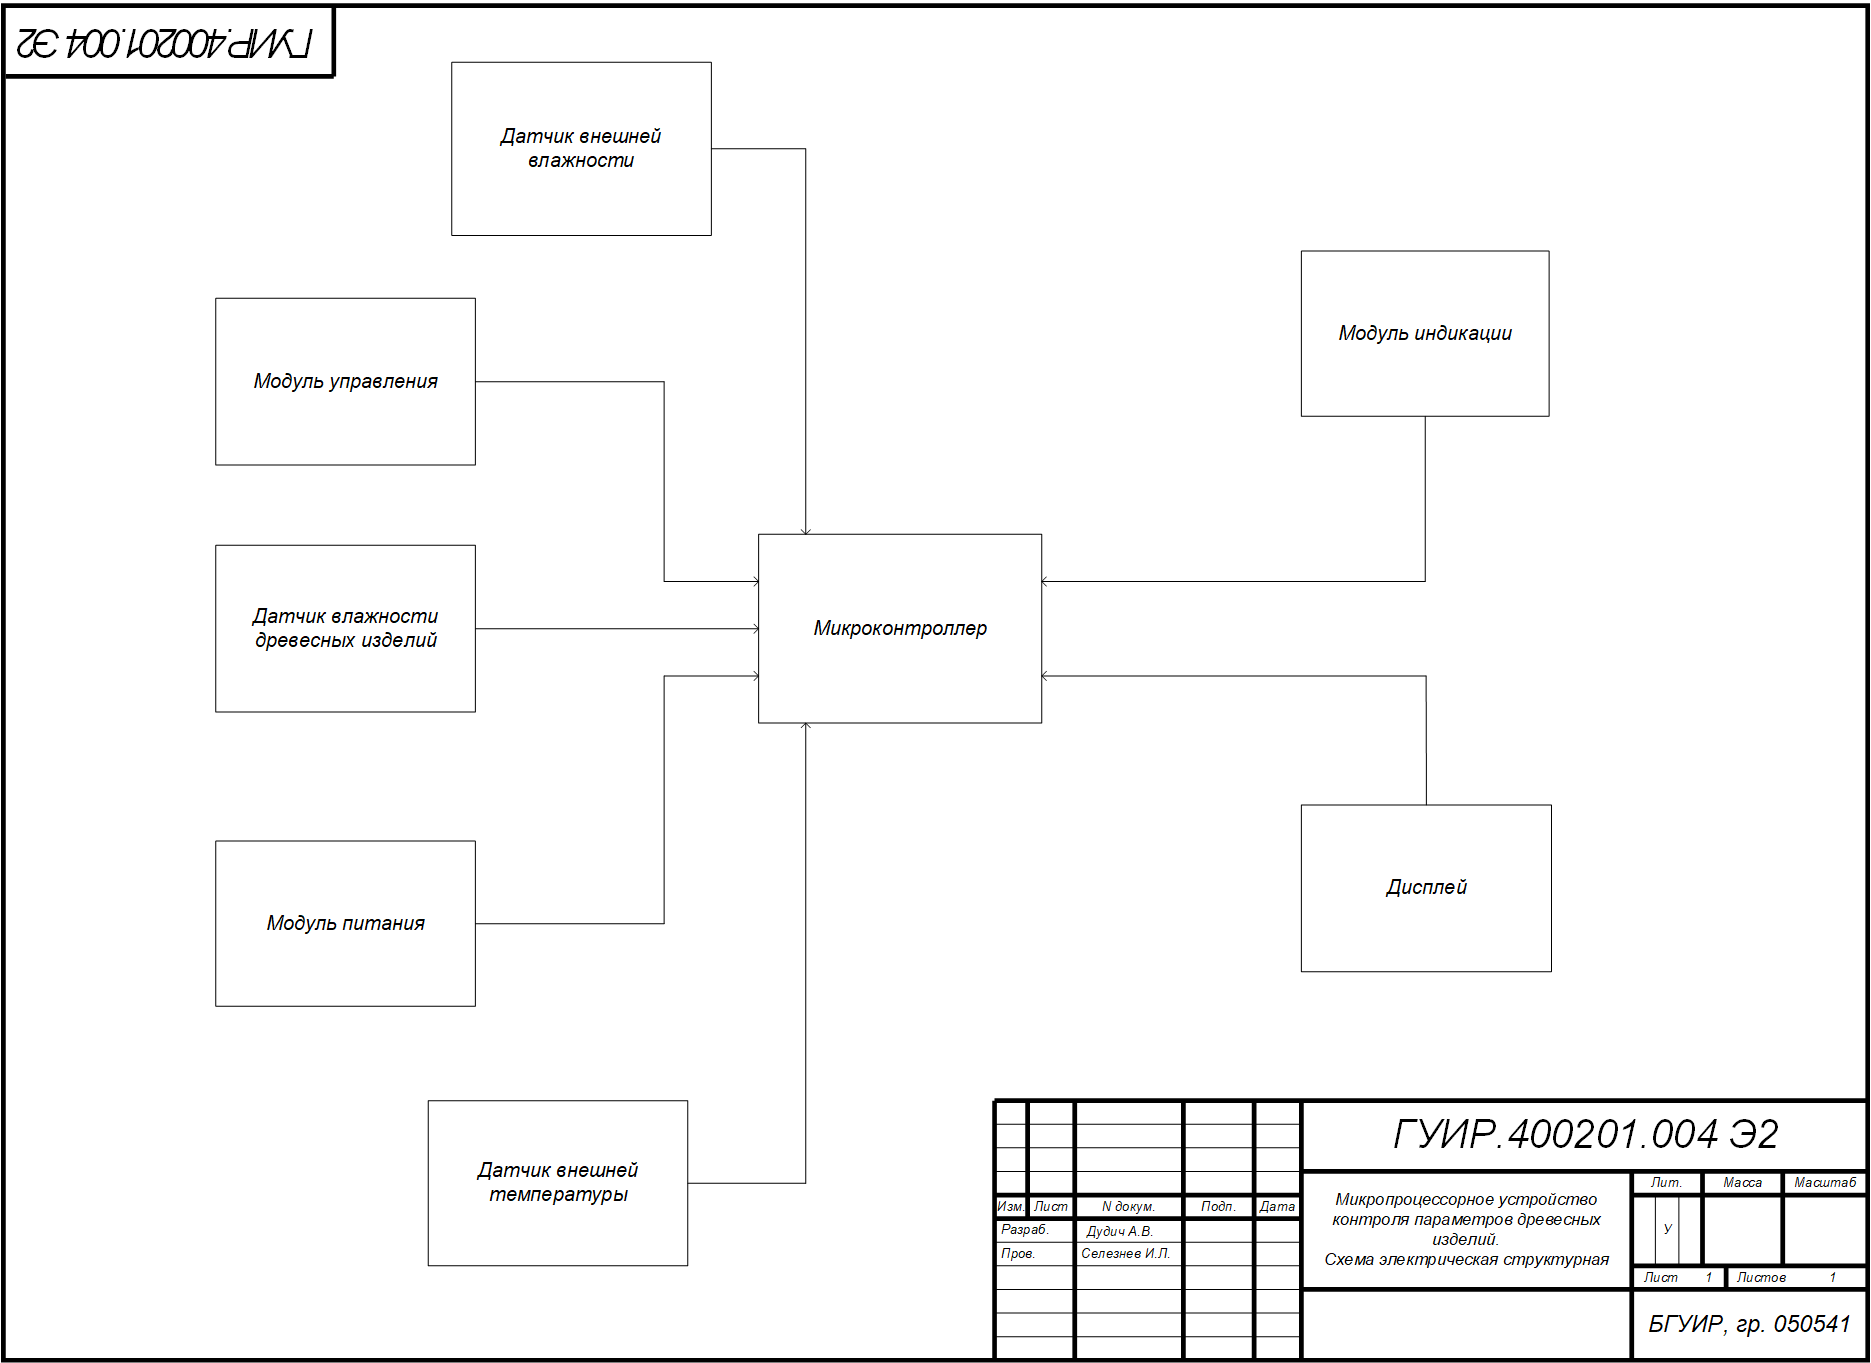 ГУИР.400201.004 Э2
Датчик внешней
влажности
Модуль индикации
Модуль управления
Датчик влажности
древесных изделий
Микроконтроллер
Дисплей
Модуль питания
Датчик внешней
температуры
ГУИР.400201.004 Э2
Микропроцессорное устройство
контроля параметров древесных
изделий.
Схема электрическая структурная
Лит. Масса Масштаб
У
Лист 1 Листов 1
БГУИР, гр. 050541
Изм. Лист N докум. Подп. Дата
Разраб. Дудич А.В.
Пров. Селезнев И.Л.